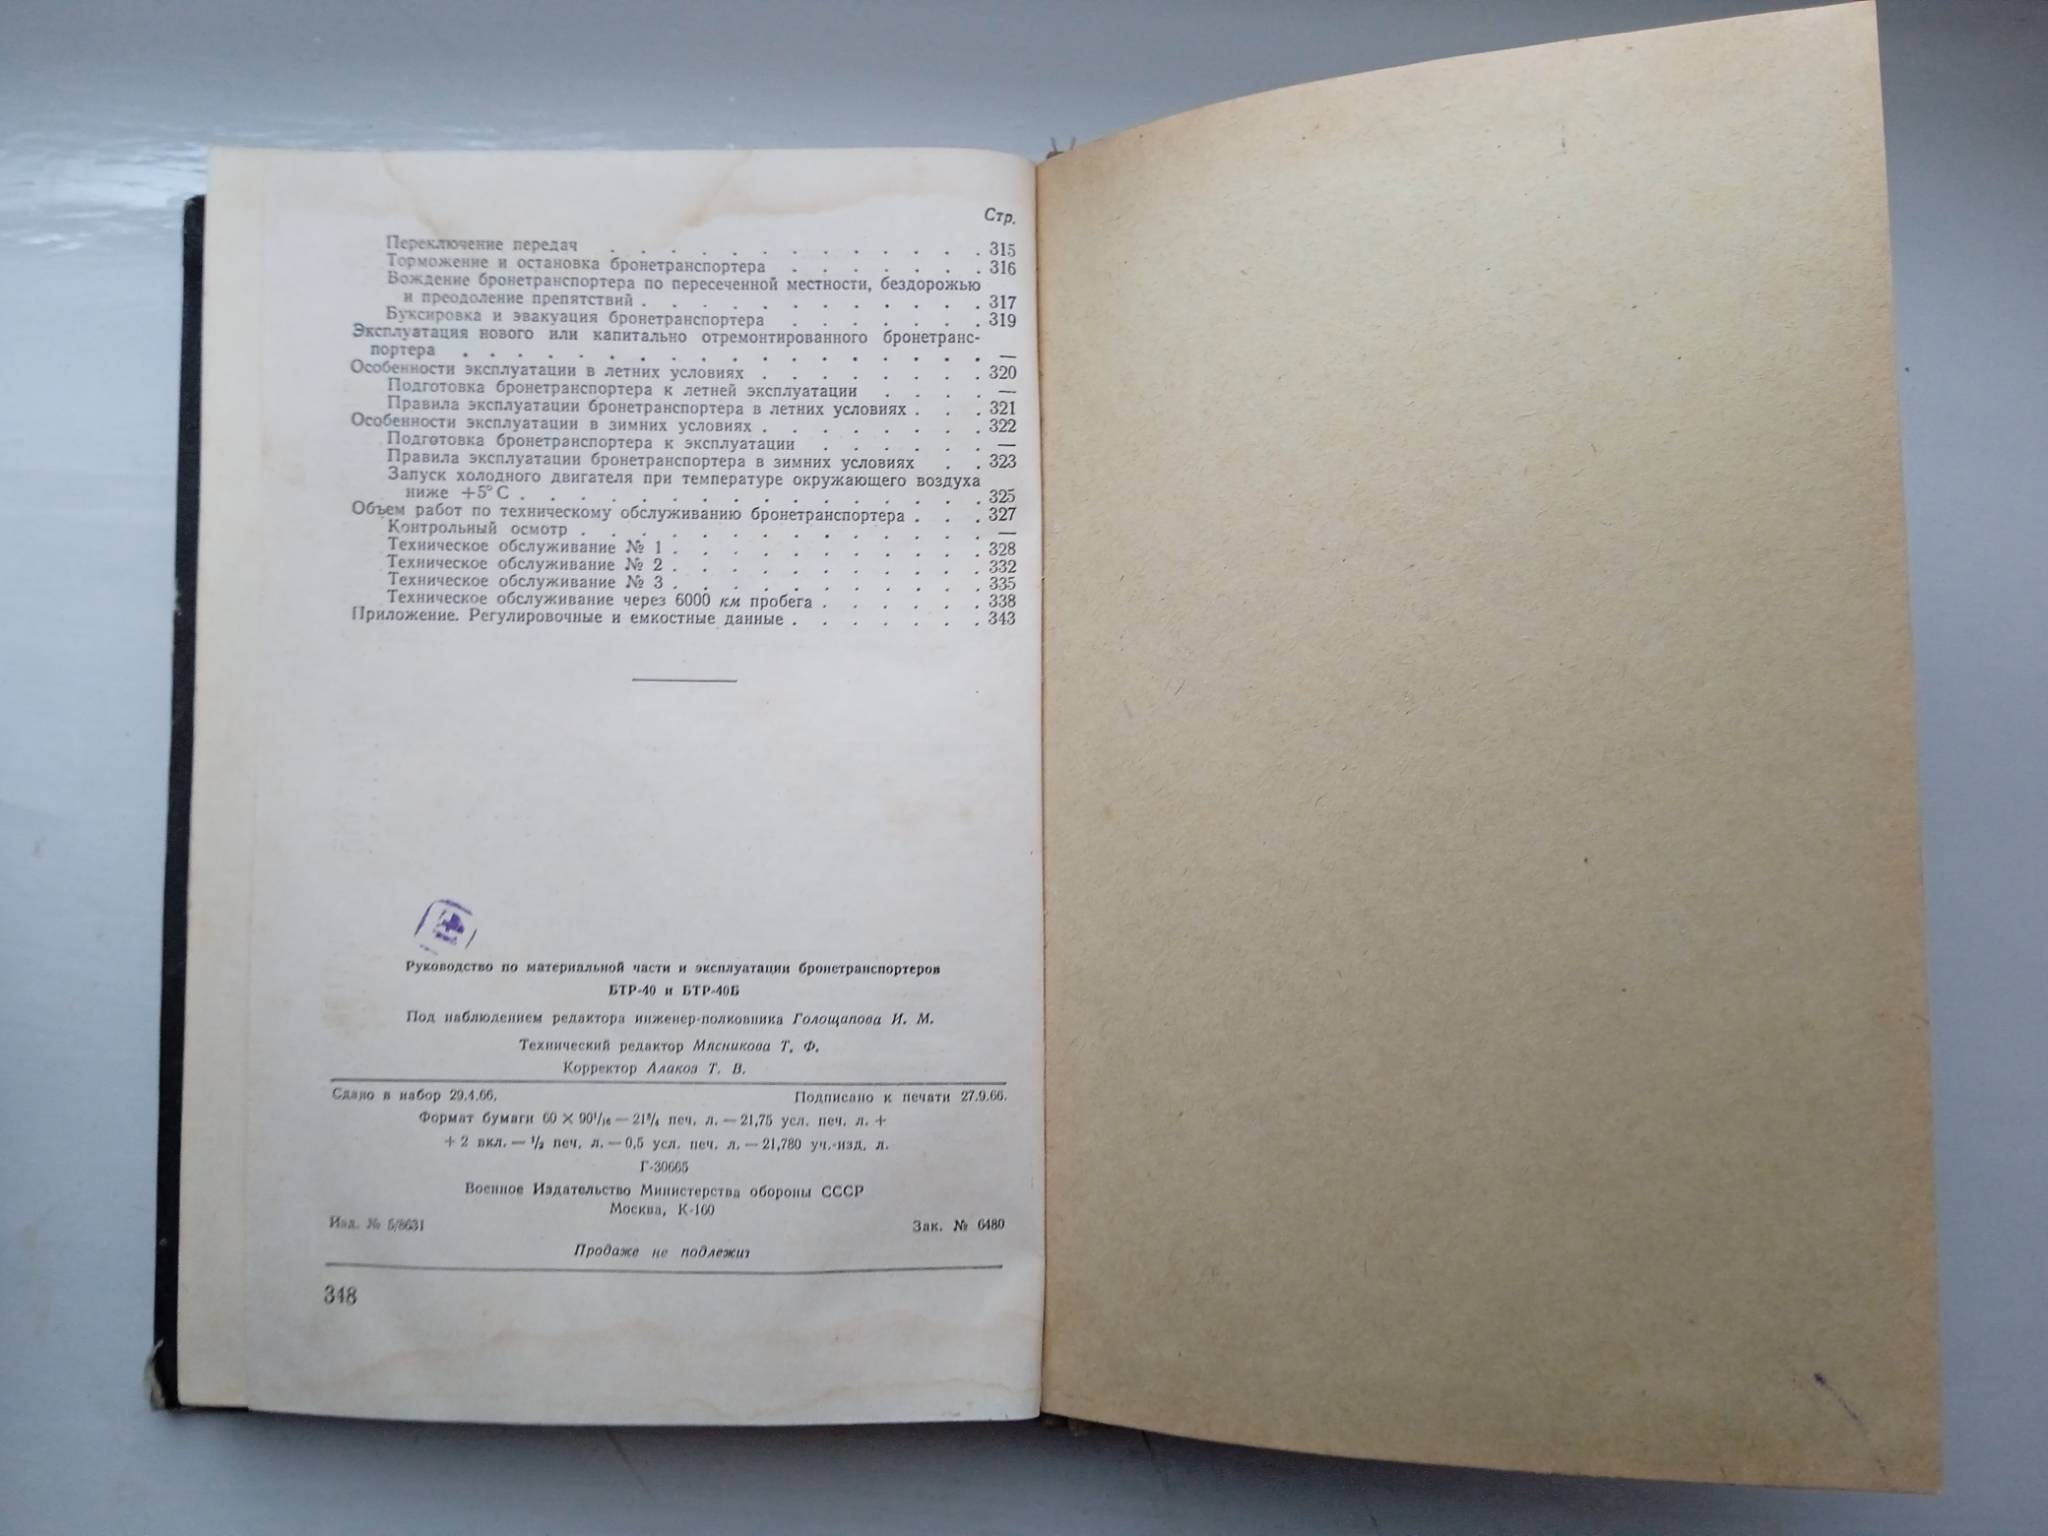 Стр.
Переключение передач . . . . . . . . . . . . . 315
Торможение и остановка бронетранспортера . . . . . . . 316
Вождение бронетранспортера по пересеченной местности, бездорожью
и преодоление препятствий . . . . . . . . . . . . 317
Буксировка и эвакуация бронетранспортера . . . . . . . 319
Эксплуатация нового или капитально отремонтированного бронетранс-
портера . . . . . . . . . . . . . . . . . . . . —
Особенности эксплуатации в летних условиях . . . . . . . . 320
Подготовка бронетранспортера к летней эксплуатации . . . . —
Правила эксплуатации бронетранспортера в летних условиях . . . 321
Особенности эксплуатации в зимних условиях . . . . . . . . 322
Подготовка бронетранспортера к эксплуатации . . . . . . —
Правила эксплуатации бронетранспортера в зимних условиях . . 323
Запуск холодного двигателя при температуре окружающего воздуха
ниже +5° С . . . . . . . . . . . . . . . . 325
Объем работ по техническому обслуживанию бронетранспортера . . . 327
Контрольный осмотр . . . . . . . . . . . . . . —
Техническое обслуживание № 1 . . . . . . . . . . . 328
Техническое обслуживание № 2 . . . . . . . . . . . 332
Техническое обслуживание № 3 . . . . . . . . . . . 335
Техническое обслуживание через 6000 км пробега . . . . . . 338
Приложение. Регулировочные и емкостные данные . . . . . . . 343
Руководство по материальной части и эксплуатации бронетранспортеров
БТР-40 и БТР-40Б
Под наблюдением редактора инженер-полковника Голощапова И. М.
Технический редактор Мясникова Т. Ф.
Корректор Алакоз Т. В.
Сдано в набор 29.4.66. Подписано к печати 27.9.66.
Формат бумаги 60 × 90 1/16 — 21 3/4 печ. л. — 21,75 усл. печ. л. +
+ 2 вкл. — 1/2 печ. л. — 0,5 усл. печ. л. — 21,780 уч.-изд. л.
Г-30665
Военное Издательство Министерства обороны СССР
Москва, К-160
Изд. № 5/8631 Зак. № 6480
Продаже не подлежит
348